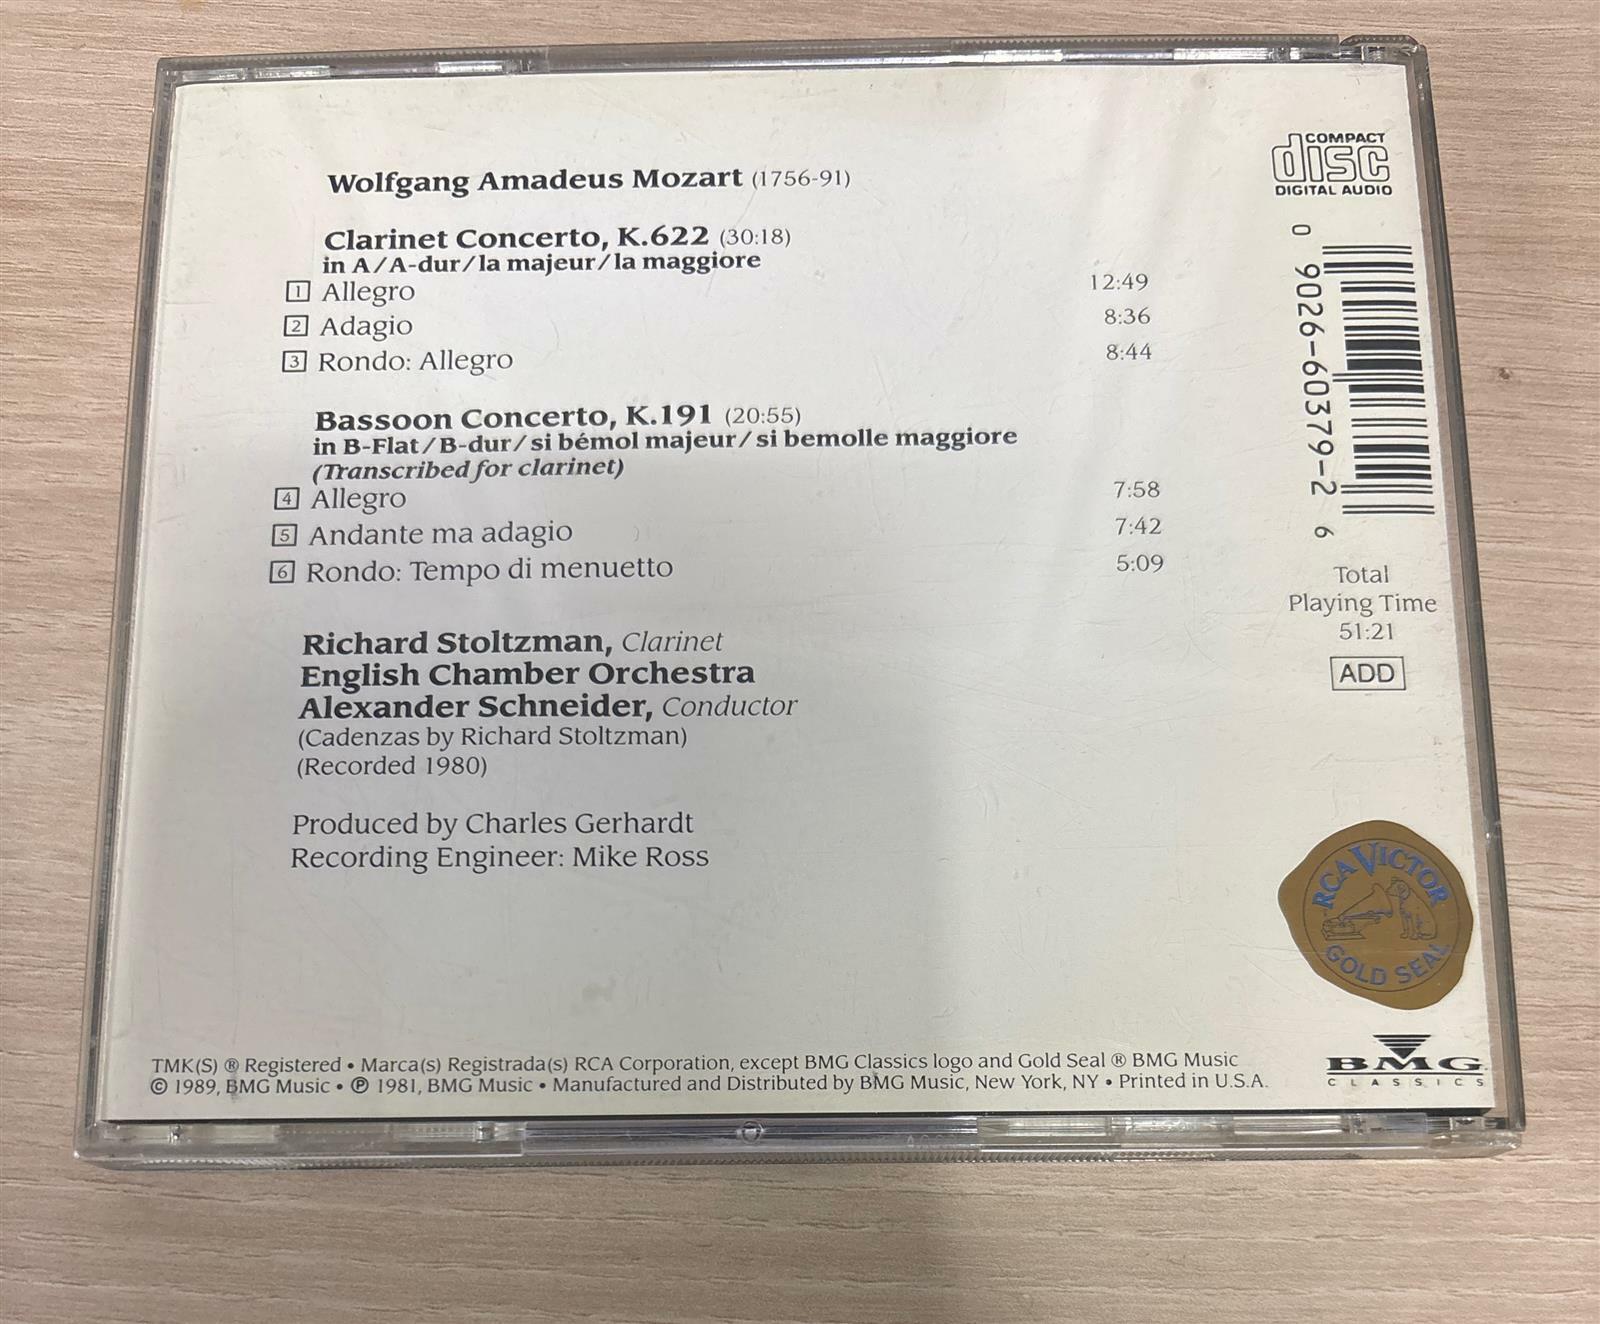 Wolfgang Amadeus Mozart (1756-91)
Clarinet Concerto, K.622 (30:18)
in A/A-dur/la majeur/la maggiore
1 Allegro 12:49
2 Adagio 8:36
3 Rondo: Allegro 8:44
Bassoon Concerto, K.191 (20:55)
in B-Flat/B-dur/si bémol majeur/si bemolle maggiore
(Transcribed for clarinet)
4 Allegro 7:58
5 Andante ma adagio 7:42
6 Rondo: Tempo di menuetto 5:09
Richard Stoltzman, Clarinet
English Chamber Orchestra
Alexander Schneider, Conductor
(Cadenzas by Richard Stoltzman)
(Recorded 1980)
Produced by Charles Gerhardt
Recording Engineer: Mike Ross
COMPACT
disc
DIGITAL AUDIO
0 9026-60379-2 6
Total
Playing Time
51:21
ADD
RCA VICTOR
GOLD SEAL
BMG
CLASSICS
TMK(S) ® Registered • Marca(s) Registrada(s) RCA Corporation, except BMG Classics logo and Gold Seal ® BMG Music
© 1989, BMG Music • ℗ 1981, BMG Music • Manufactured and Distributed by BMG Music, New York, NY • Printed in U.S.A.